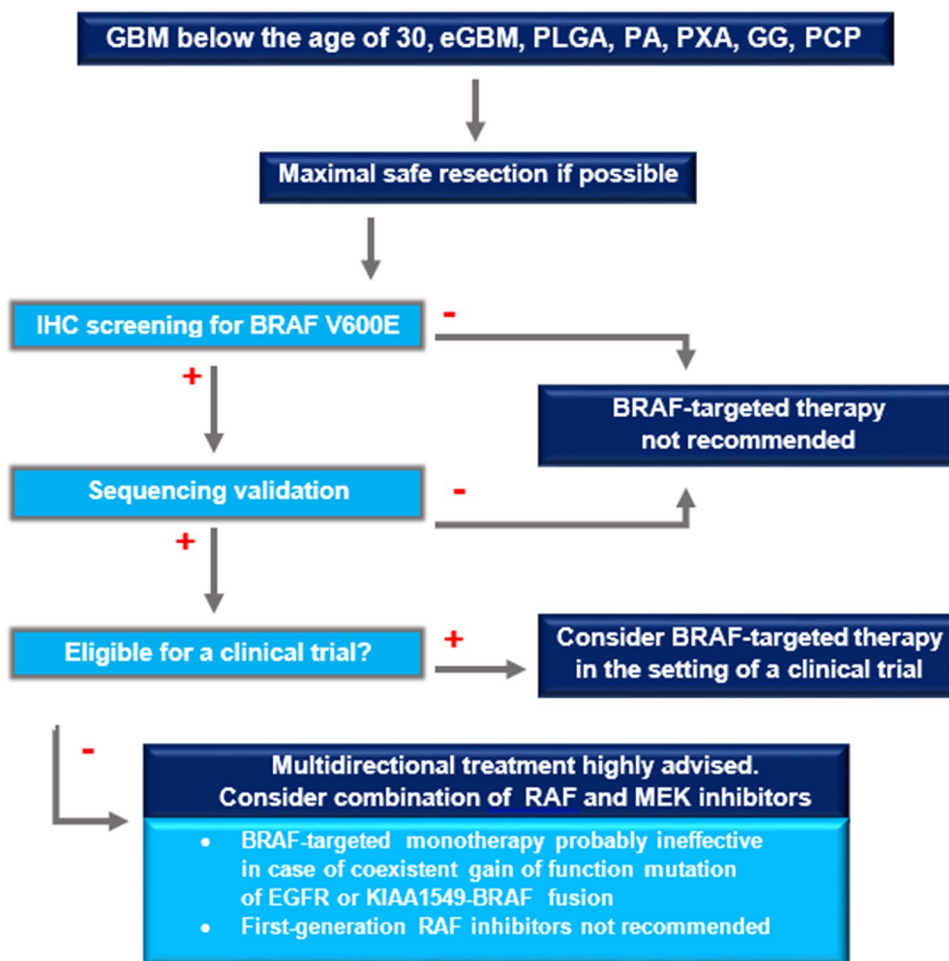 GBM below the age of 30, eGBM, PLGA, PA, PXA, GG, PCP
Maximal safe resection if possible
IHC screening for BRAF V600E
-
+
BRAF-targeted therapy
not recommended
Sequencing validation
-
+
Eligible for a clinical trial?
+
Consider BRAF-targeted therapy
in the setting of a clinical trial
-
Multidirectional treatment highly advised.
Consider combination of RAF and MEK inhibitors
• BRAF-targeted monotherapy probably ineffective
in case of coexistent gain of function mutation
of EGFR or KIAA1549-BRAF fusion
• First-generation RAF inhibitors not recommended